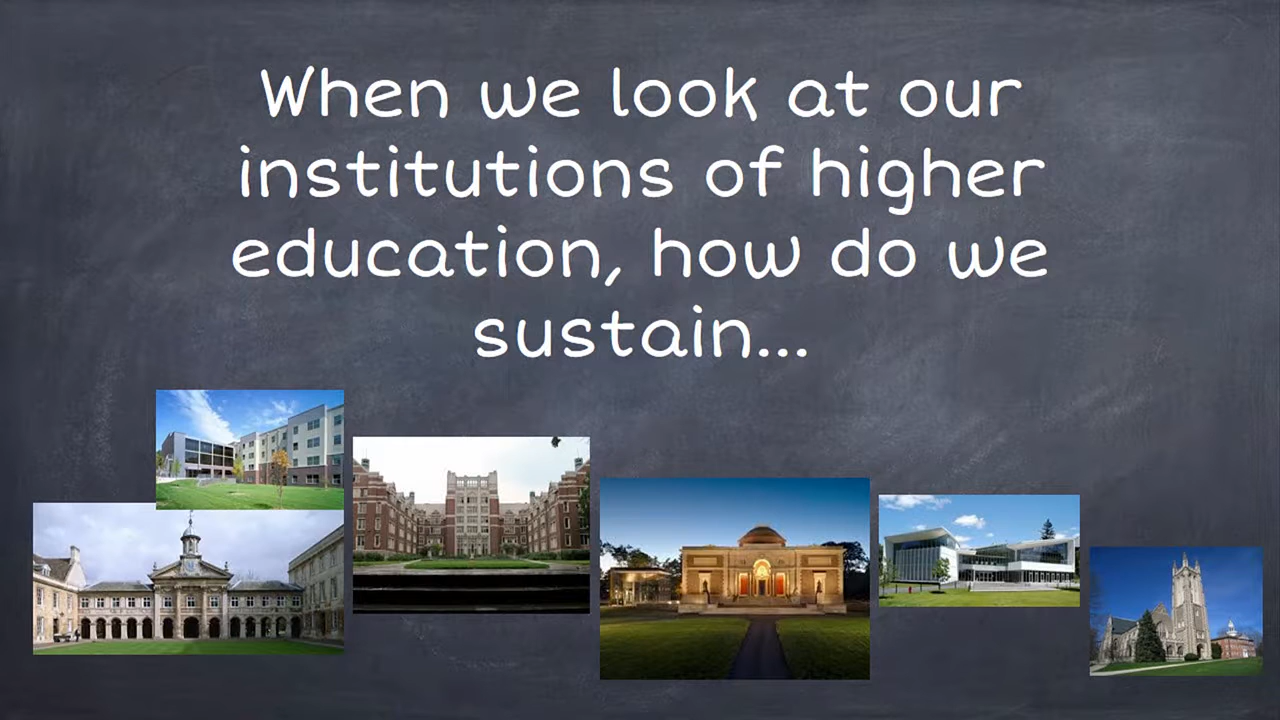 When we look at our
institutions of higher
education, how do we
sustain...